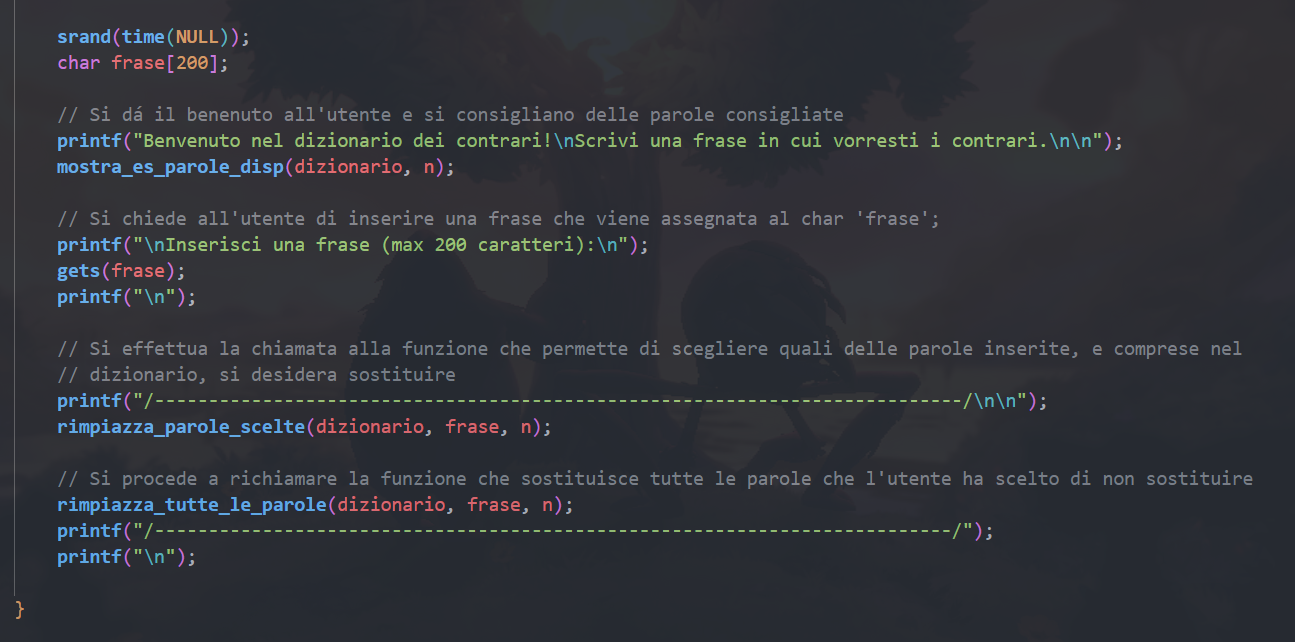 srand(time(NULL));
char frase[200];
// Si dá il benenuto all'utente e si consigliano delle parole consigliate
printf("Benvenuto nel dizionario dei contrari!\nScrivi una frase in cui vorresti i contrari.\n\n");
mostra_es_parole_disp(dizionario, n);
// Si chiede all'utente di inserire una frase che viene assegnata al char 'frase';
printf("\nInserisci una frase (max 200 caratteri):\n");
gets(frase);
printf("\n");
// Si effettua la chiamata alla funzione che permette di scegliere quali delle parole inserite, e comprese nel
// dizionario, si desidera sostituire
printf("/---------------------------------------------------------------------------/\n\n");
rimpiazza_parole_scelte(dizionario, frase, n);
// Si procede a richiamare la funzione che sostituisce tutte le parole che l'utente ha scelto di non sostituire
rimpiazza_tutte_le_parole(dizionario, frase, n);
printf("/--------------------------------------------------------------------------/");
printf("\n");
}